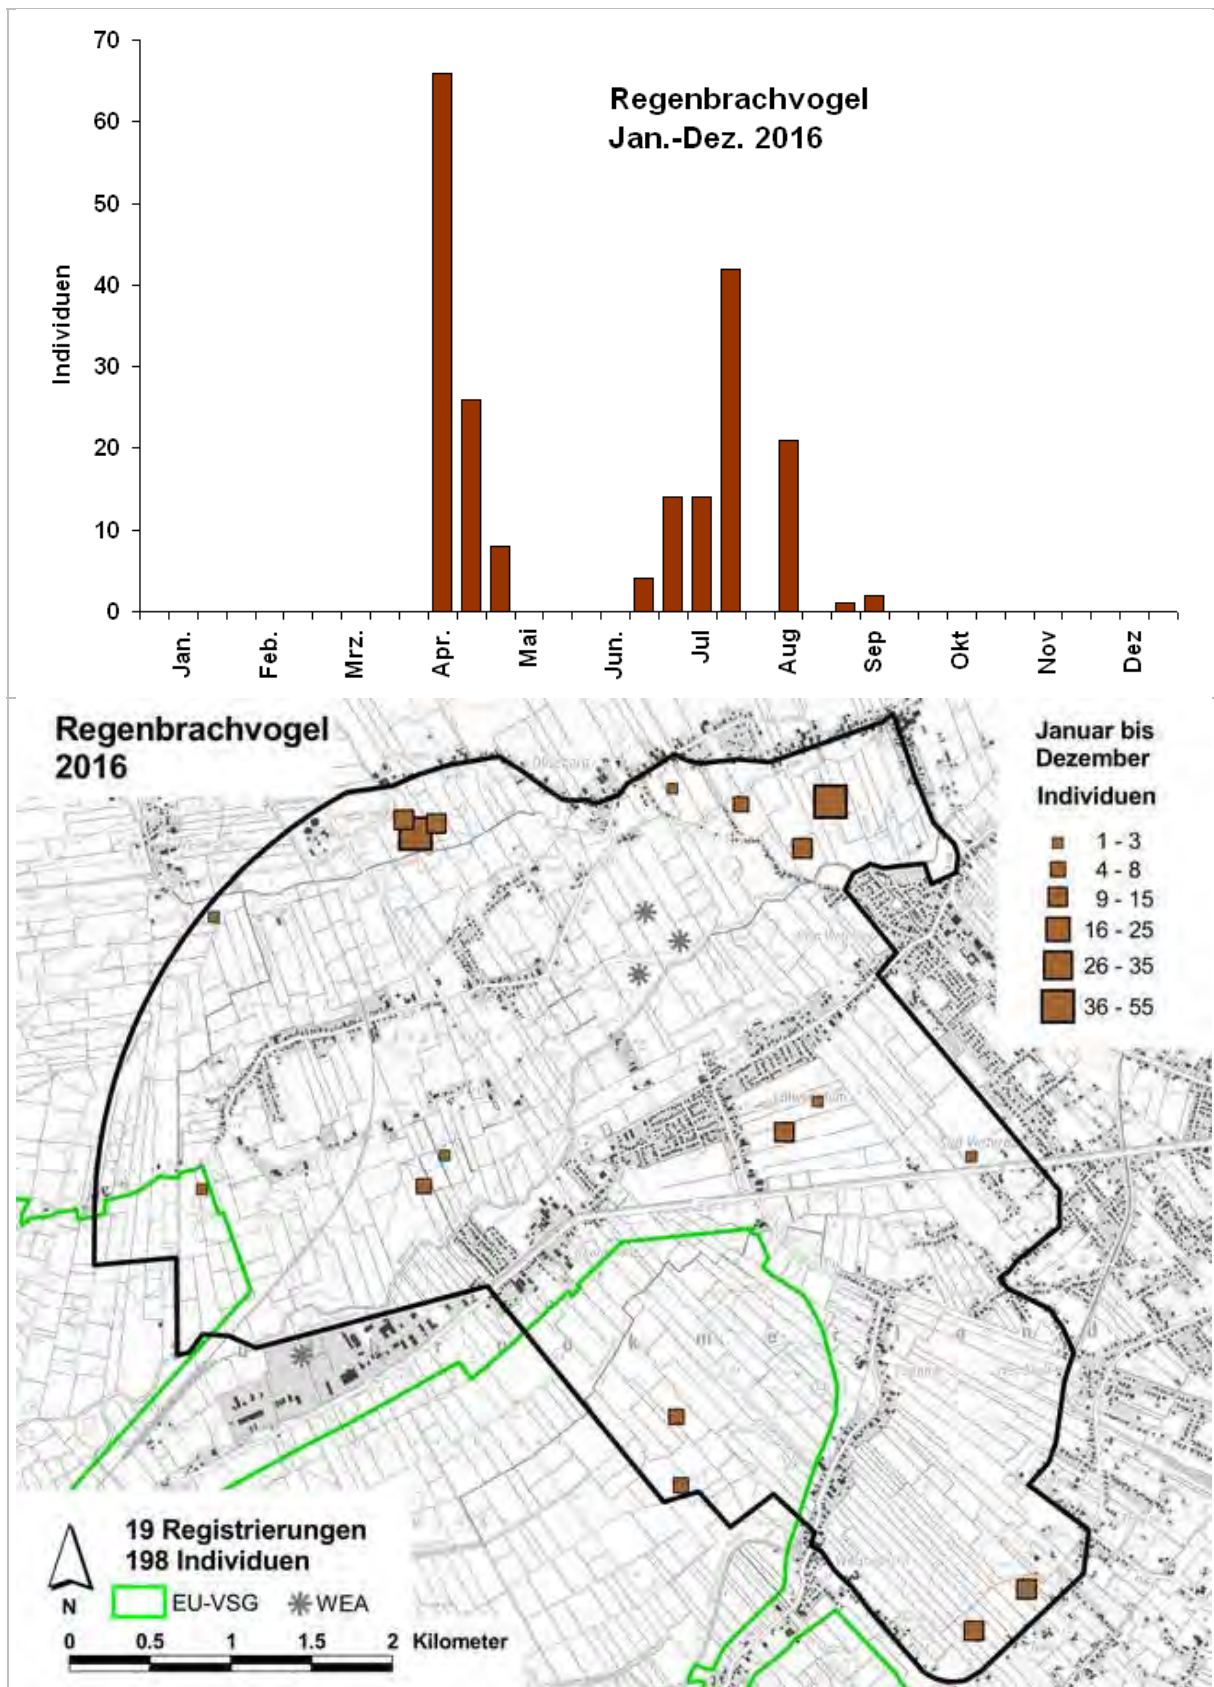 70
60
50
40
30
20
10
0
Individuen
Regenbrachvogel
Jan.-Dez. 2016
Jan.
Feb.
Mrz.
Apr.
Mai
Jun.
Jul
Aug
Sep
Okt
Nov
Dez
Regenbrachvogel
2016
Januar bis
Dezember
Individuen
1 - 3
4 - 8
9 - 15
16 - 25
26 - 35
36 - 55
19 Registrierungen
198 Individuen
N
EU-VSG
WEA
0 0.5 1 1.5 2 Kilometer